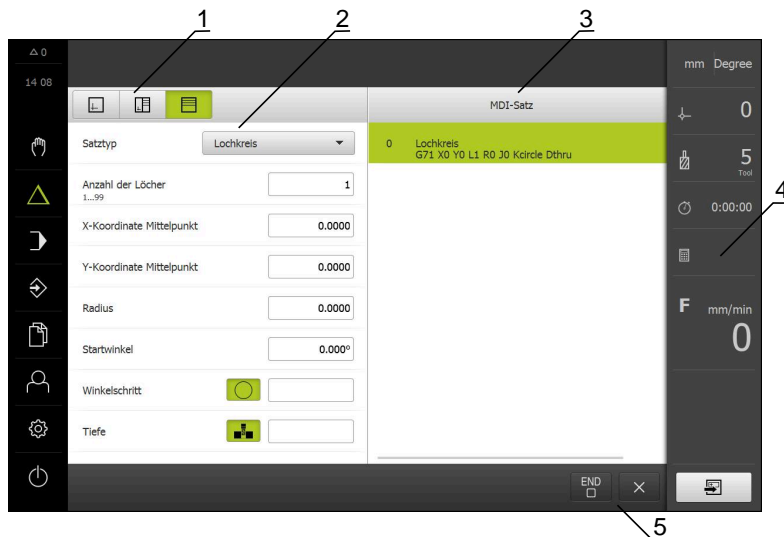 1
2
3
0
14 08
mm Degree
MDI-Satz
0
Satztyp
Lochkreis
0 Lochkreis
G71 X0 Y0 L1 R0 J0 Kcircle Dthru
5
Tool
Anzahl der Löcher
1...99
1
4
0:00:00
X-Koordinate Mittelpunkt
0.0000
Y-Koordinate Mittelpunkt
0.0000
Radius
0.0000
F mm/min
0
Startwinkel
0.000°
Winkelschritt
Tiefe
END
5